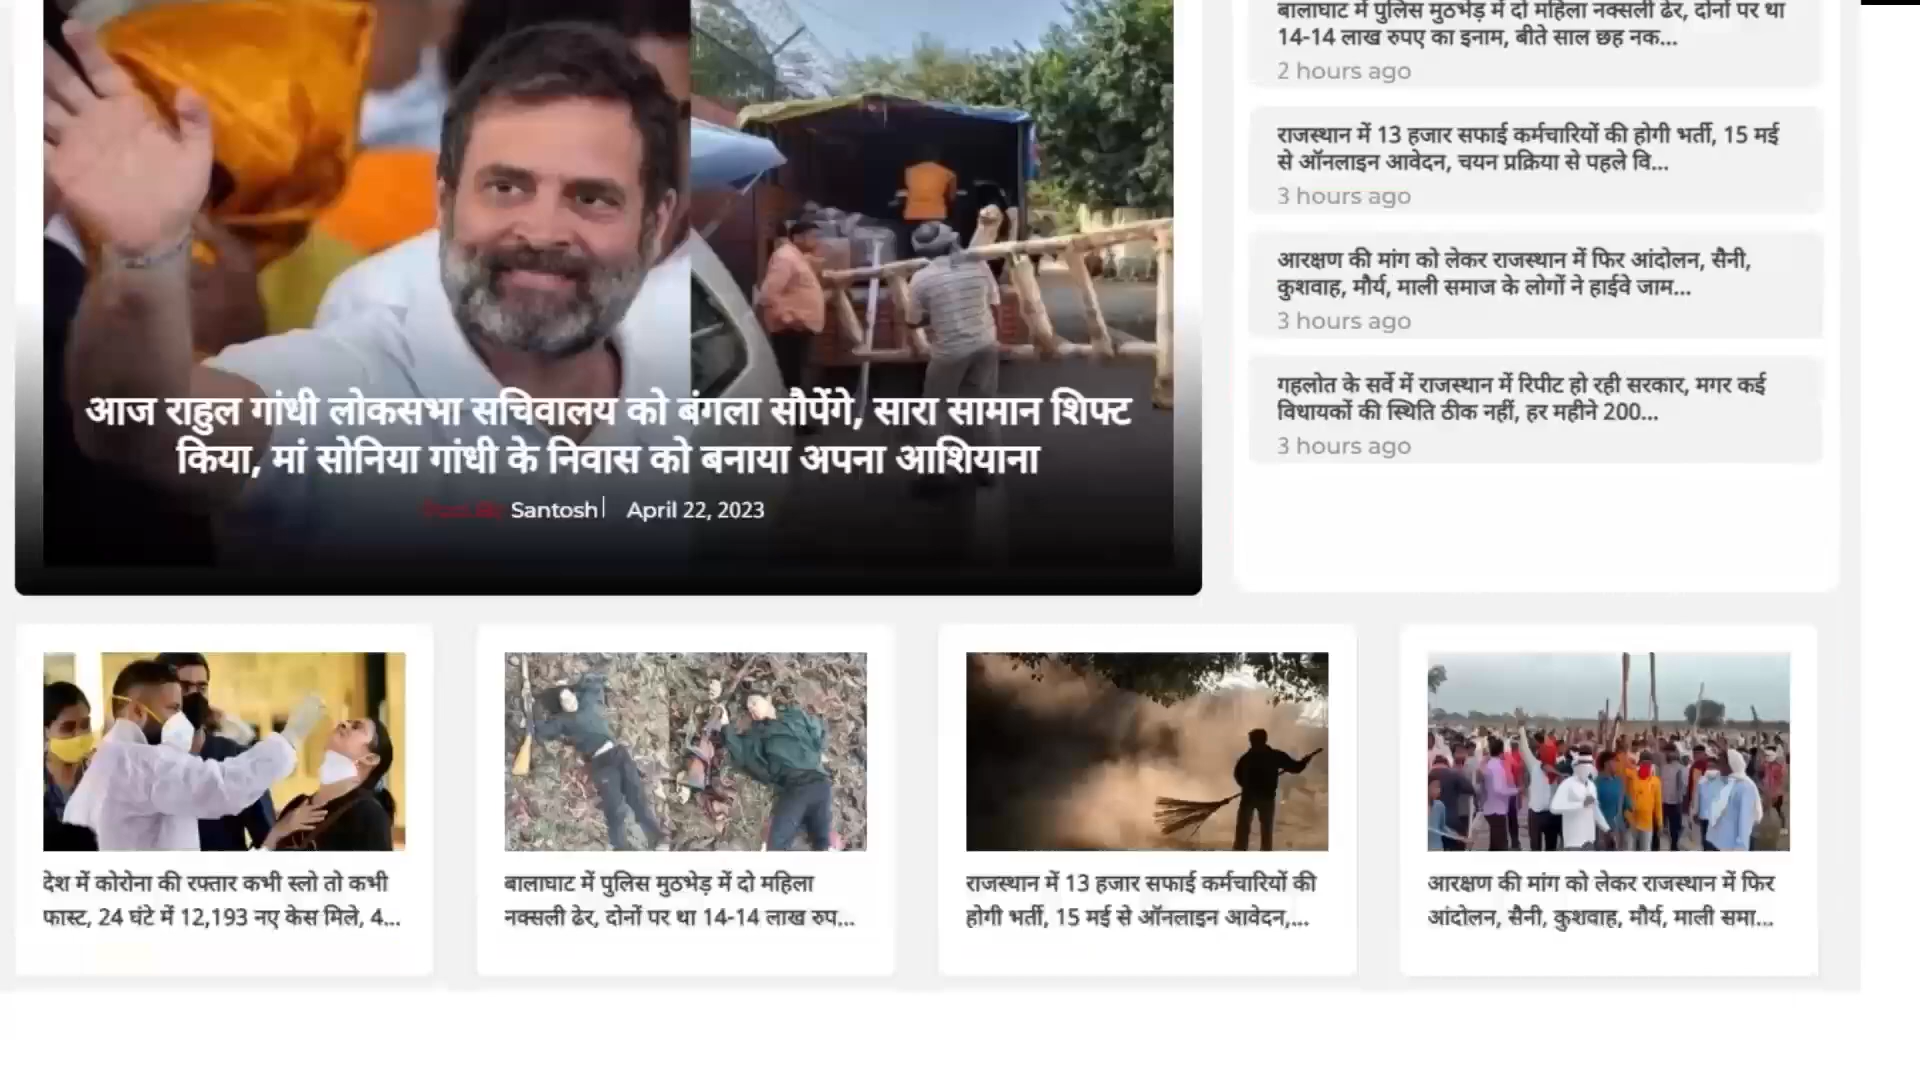 बालाघाट में पुलिस मुठभेड़ में दो महिला नक्सली ढेर, दोनों पर था
14-14 लाख रुपए का इनाम, बीते साल छह नक...
2 hours ago
राजस्थान में 13 हजार सफाई कर्मचारियों की होगी भर्ती, 15 मई
से ऑनलाइन आवेदन, चयन प्रक्रिया से पहले वि...
3 hours ago
आरक्षण की मांग को लेकर राजस्थान में फिर आंदोलन, सैनी,
कुशवाह, मौर्य, माली समाज के लोगों ने हाईवे जाम...
3 hours ago
गहलोत के सर्वे में राजस्थान में रिपीट हो रही सरकार, मगर कई
विधायकों की स्थिति ठीक नहीं, हर महीने 200...
3 hours ago
आज राहुल गांधी लोकसभा सचिवालय को बंगला सौपेंगे, सारा सामान शिफ्ट
किया, मां सोनिया गांधी के निवास को बनाया अपना आशियाना
Santosh| April 22, 2023
देश में कोरोना की रफ्तार कभी स्लो तो कभी
फास्ट, 24 घंटे में 12,193 नए केस मिले, 4...
बालाघाट में पुलिस मुठभेड़ में दो महिला
नक्सली ढेर, दोनों पर था 14-14 लाख रुप...
राजस्थान में 13 हजार सफाई कर्मचारियों की
होगी भर्ती, 15 मई से ऑनलाइन आवेदन,...
आरक्षण की मांग को लेकर राजस्थान में फिर
आंदोलन, सैनी, कुशवाह, मौर्य, माली समा...